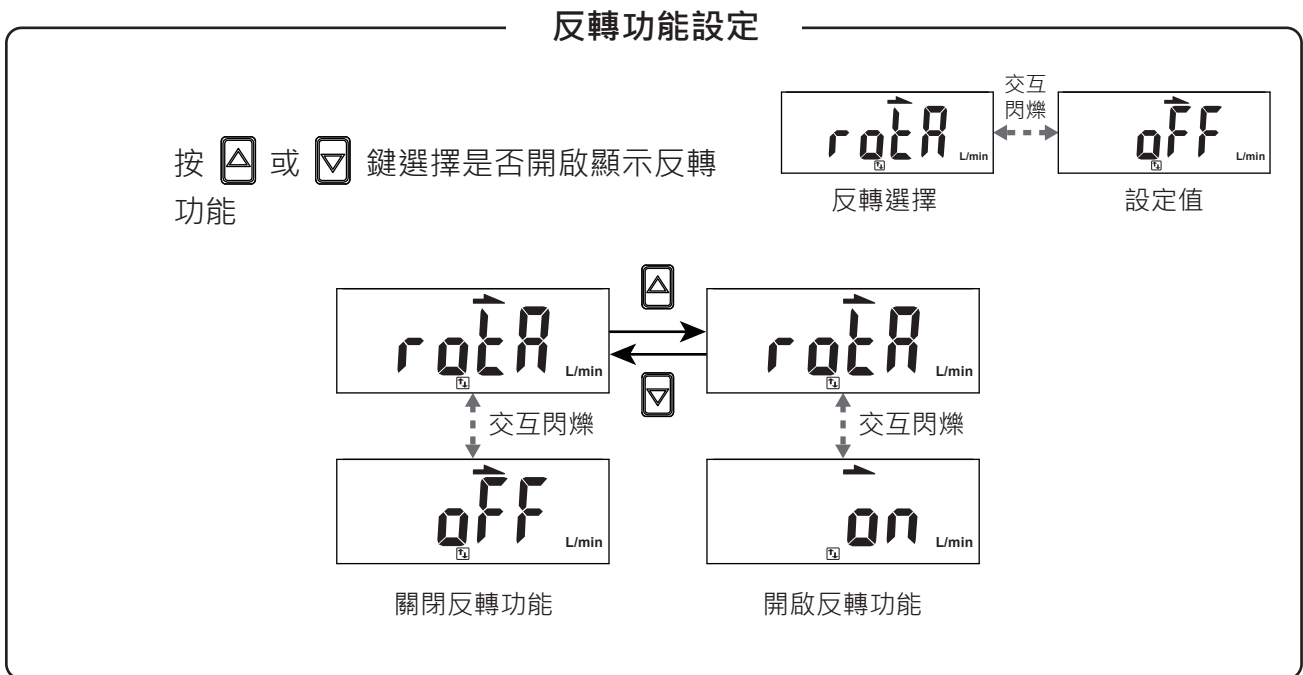 反轉功能設定
交互
閃爍
rotA L/min
oFF L/min
反轉選擇
設定值
按 或 鍵選擇是否開啟顯示反轉
功能
rotA L/min
rotA L/min
交互閃爍
交互閃爍
oFF L/min
on L/min
關閉反轉功能
開啟反轉功能